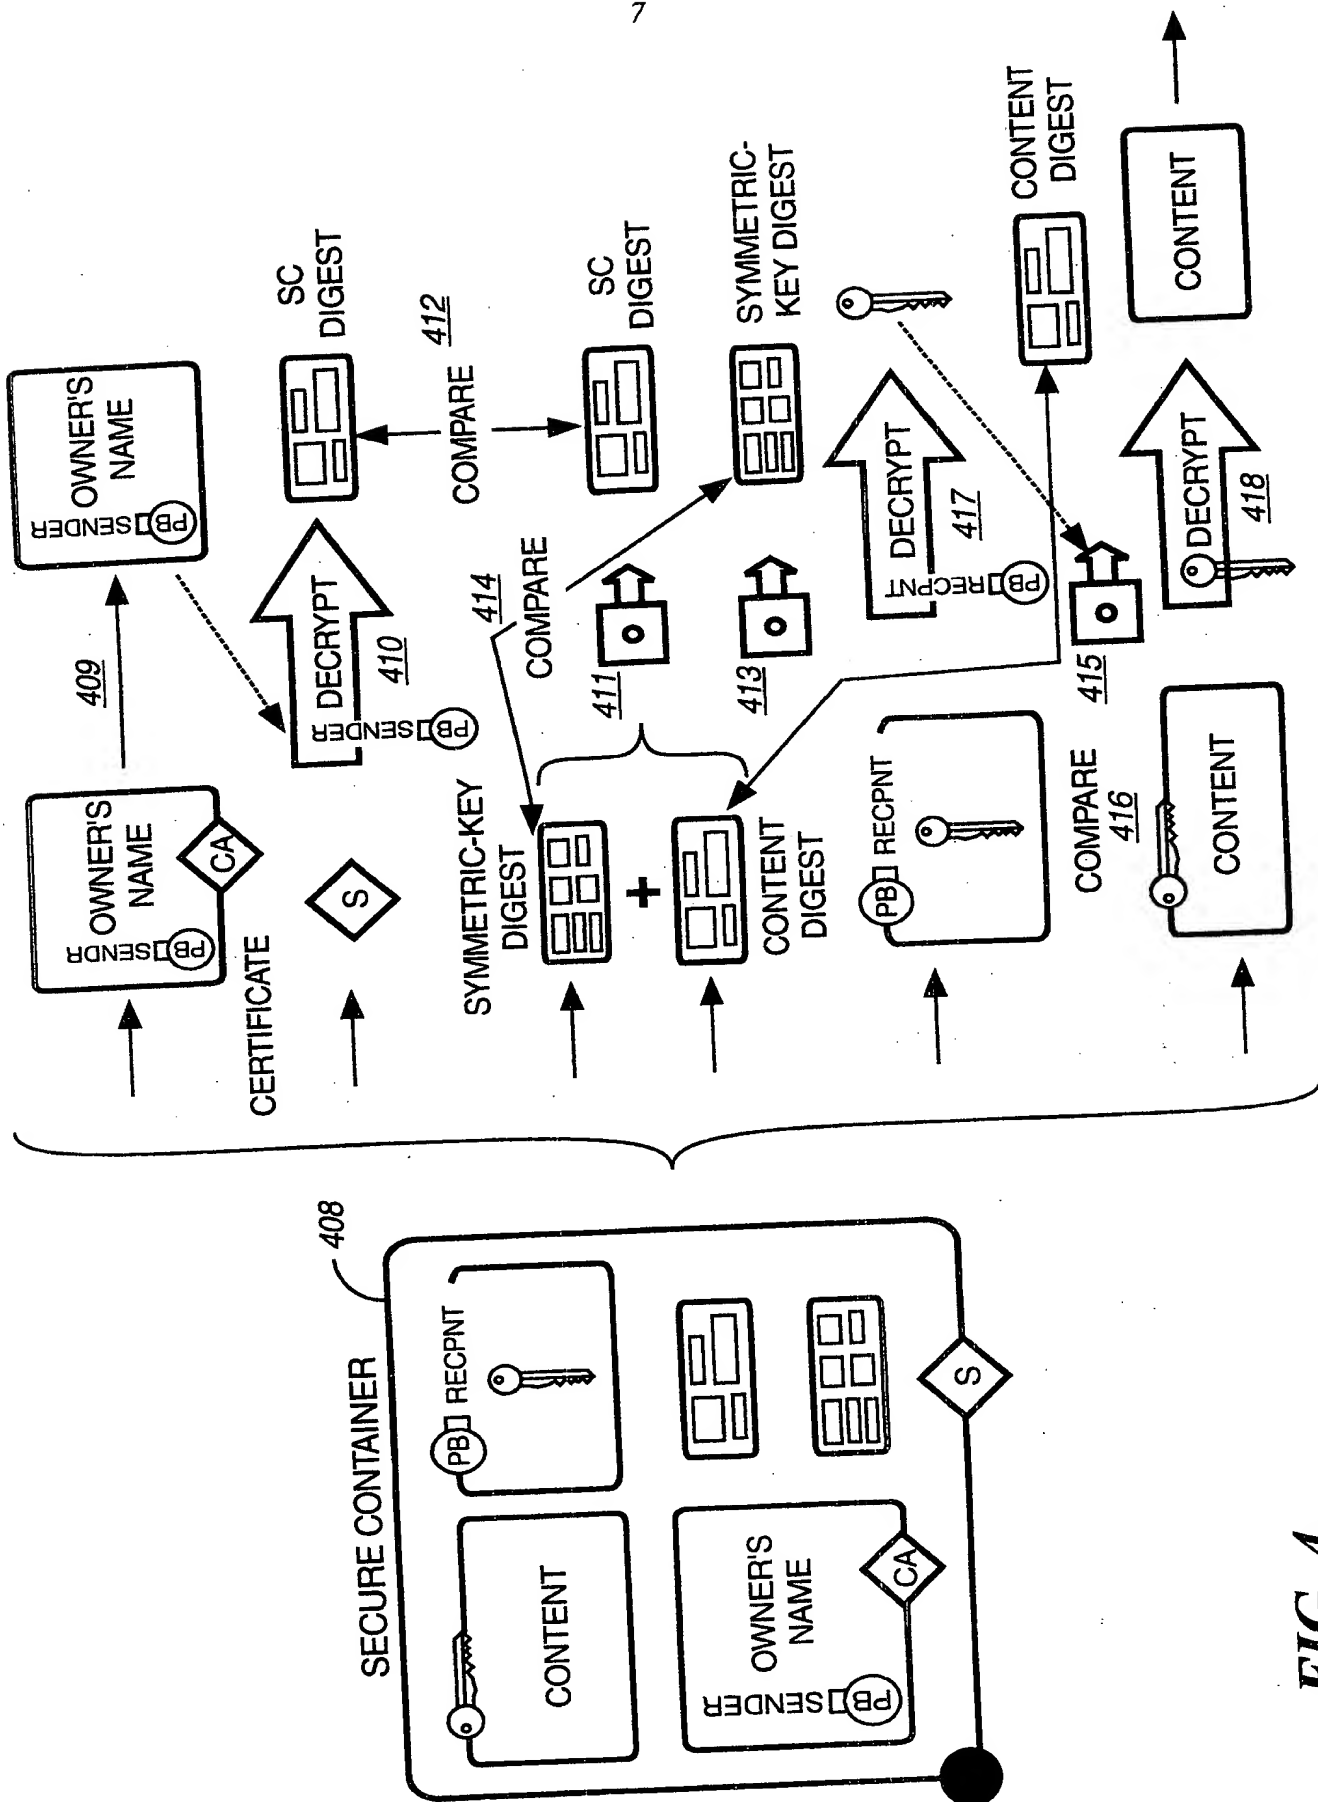 7
SECURE CONTAINER
408
CONTENT
PB RECPNT
OWNER'S
NAME
PB SENDER
CA
S
OWNER'S
NAME
PB SENDR
CA
CERTIFICATE
409
OWNER'S
NAME
PB SENDER
S
DECRYPT
PB SENDER
410
SC
DIGEST
COMPARE
412
SYMMETRIC-KEY
DIGEST
+
CONTENT
DIGEST
414
COMPARE
411
SC
DIGEST
413
SYMMETRIC-
KEY DIGEST
PB RECPNT
DECRYPT
PB RECPNT
417
COMPARE
416
415
CONTENT
DIGEST
CONTENT
DECRYPT
418
CONTENT